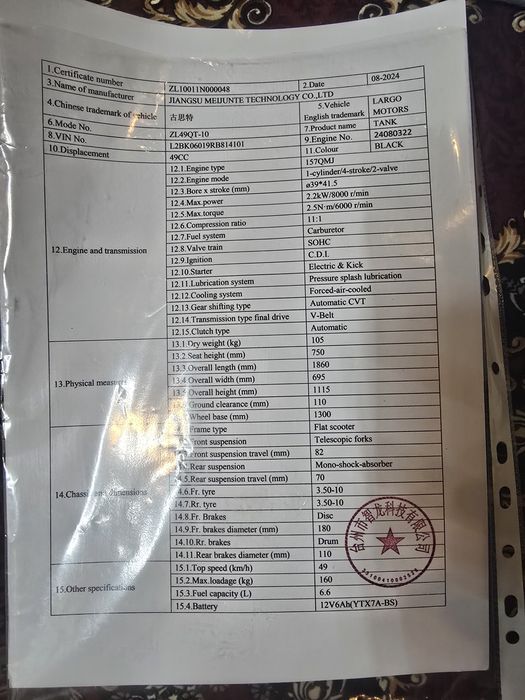 1.Certificate number ZL10011N000048 2.Date 08-2024
3.Name of manufacturer JIANGSU MEIJUNTE TECHNOLOGY CO.,LTD
4.Chinese trademark of vehicle 古思特 5.Vehicle English trademark LARGO MOTORS
6.Mode No. ZL49QT-10 7.Product name TANK
8.VIN No. L2BK06019RB814101 9.Engine No. 24080322
10.Displacement 49CC 11.Colour BLACK
12.Engine and transmission
12.1.Engine type 157QMJ
12.2.Engine mode 1-cylinder/4-stroke/2-valve
12.3.Bore x stroke (mm) ø39*41.5
12.4.Max.power 2.2kW/8000 r/min
12.5.Max.torque 2.5N·m/6000 r/min
12.6.Compression ratio 11:1
12.7.Fuel system Carburetor
12.8.Valve train SOHC
12.9.Ignition C.D.I.
12.10.Starter Electric & Kick
12.11.Lubrication system Pressure splash lubrication
12.12.Cooling system Forced-air-cooled
12.13.Gear shifting type Automatic CVT
12.14.Transmission type final drive V-Belt
12.15.Clutch type Automatic
13.Physical measures
13.1.Dry weight (kg) 105
13.2.Seat height (mm) 750
13.3.Overall length (mm) 1860
13.4.Overall width (mm) 695
Overall height (mm) 1115
Ground clearance (mm) 110
Wheel base (mm) 1300
14.Chassis and dimensions
Frame type Flat scooter
Front suspension Telescopic forks
Front suspension travel (mm) 82
Rear suspension Mono-shock-absorber
Rear suspension travel (mm) 70
14.6.Fr. tyre 3.50-10
14.7.Rr. tyre 3.50-10
14.8.Fr. Brakes Disc
14.9.Fr. brakes diameter (mm) 180
14.10.Rr. brakes Drum
14.11.Rear brakes diameter (mm) 110
15.Other specifications
15.1.Top speed (km/h) 49
15.2.Max.loadage (kg) 160
15.3.Fuel capacity (L) 6.6
15.4.Battery 12V6Ah(YTX7A-BS)
科技有限公司